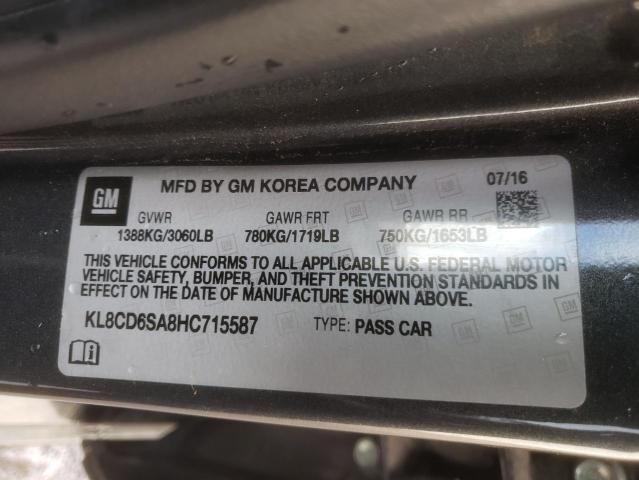 GM
MFD BY GM KOREA COMPANY
07/16
GVWR GAWR FRT GAWR RR
1388KG/3060LB 780KG/1719LB 750KG/1653LB
THIS VEHICLE CONFORMS TO ALL APPLICABLE U.S. FEDERAL MOTOR
VEHICLE SAFETY, BUMPER, AND THEFT PREVENTION STANDARDS IN
EFFECT ON THE DATE OF MANUFACTURE SHOWN ABOVE.
KL8CD6SA8HC715587 TYPE: PASS CAR